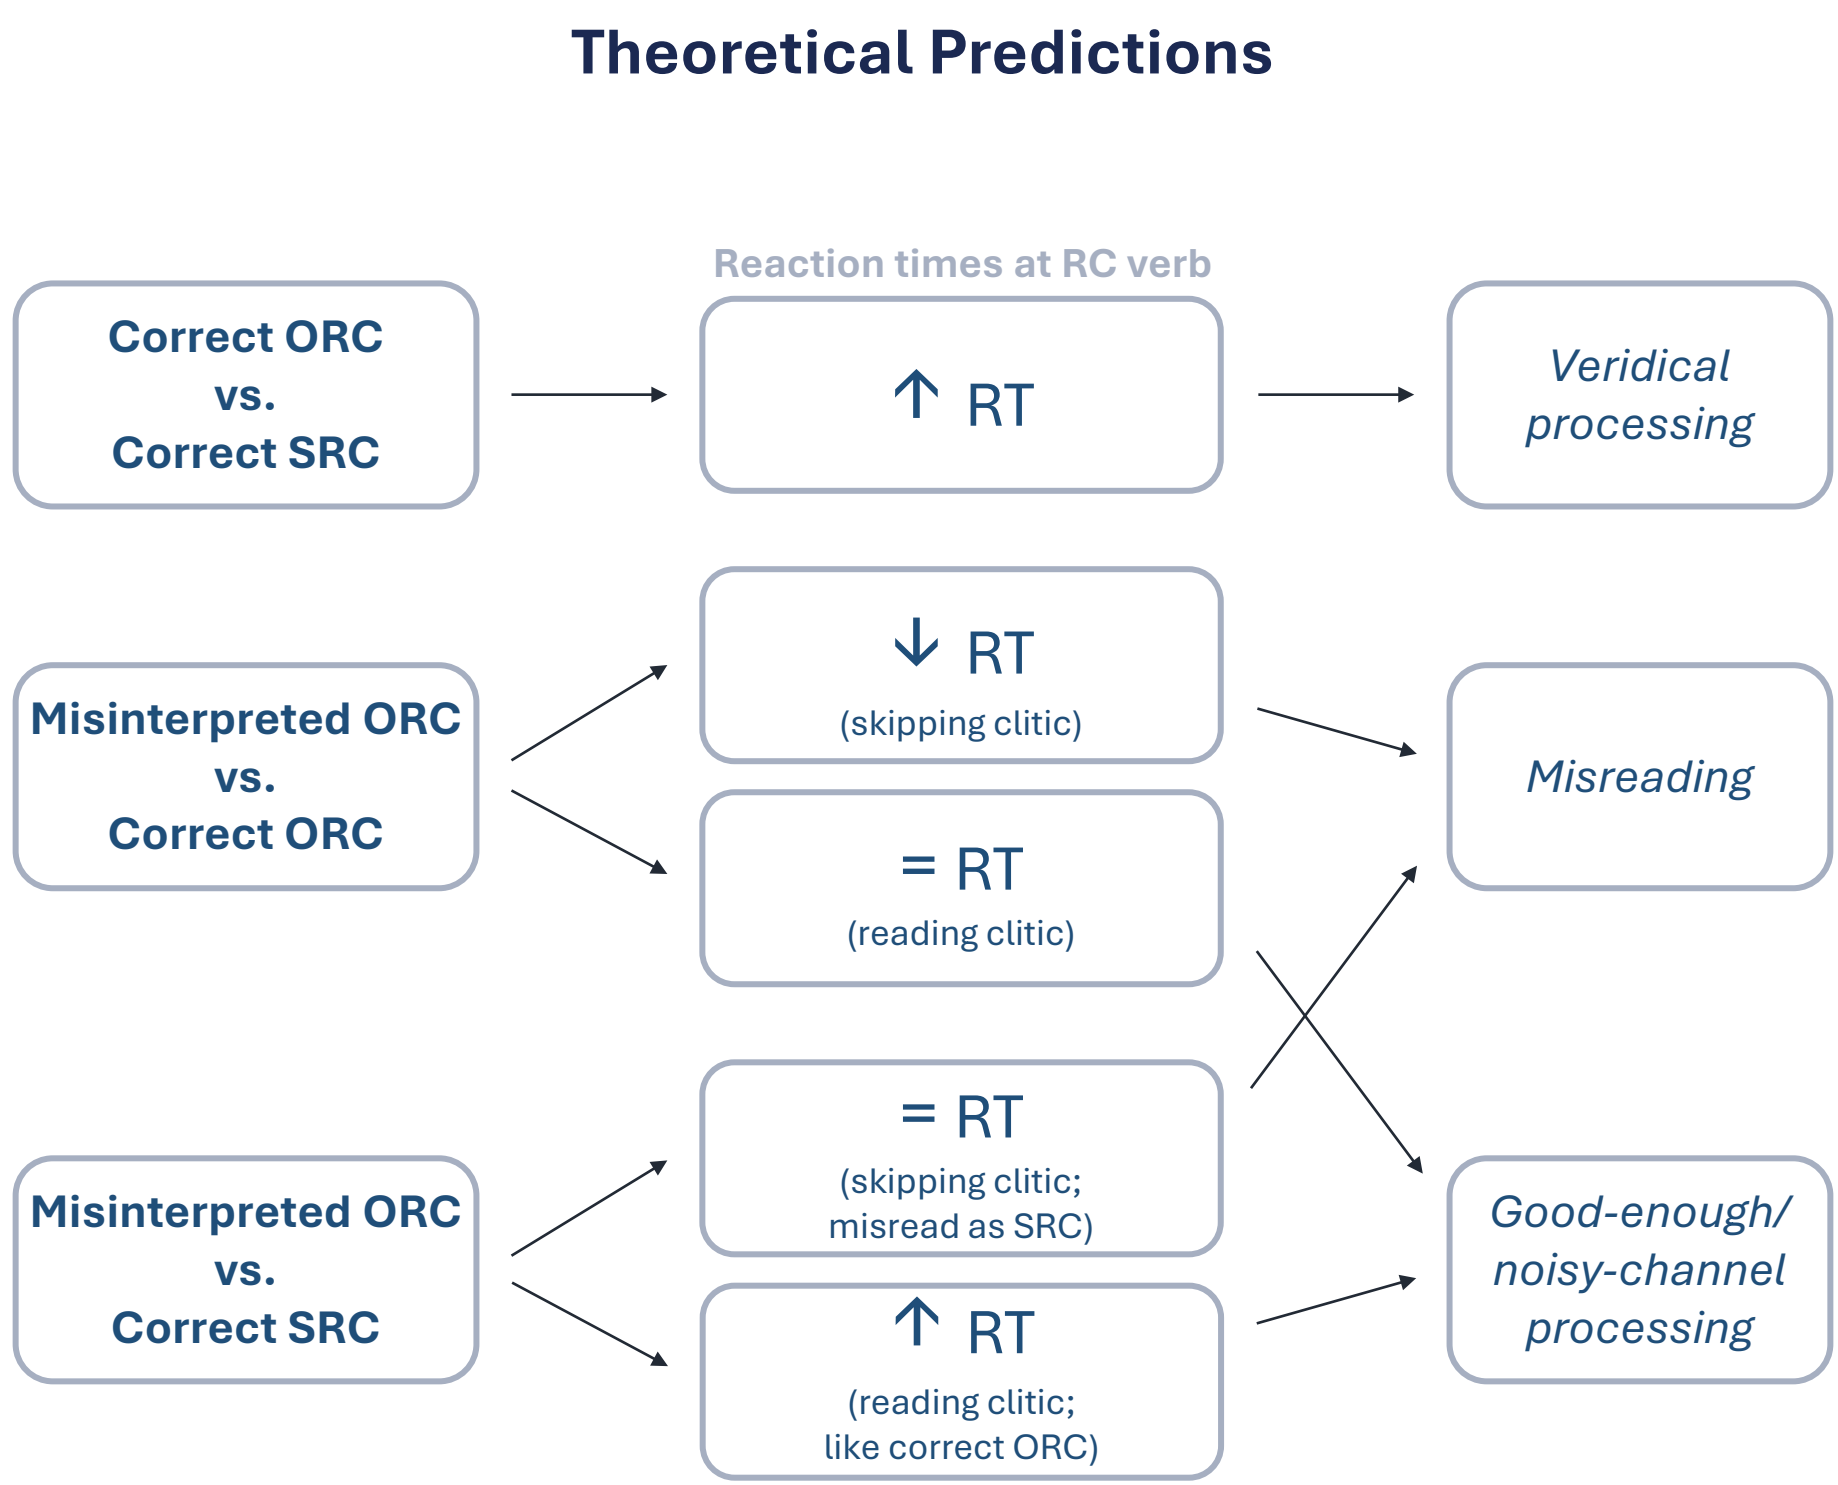 Theoretical Predictions
Reaction times at RC verb
Correct ORC
vs.
Correct SRC
↑ RT
Veridical
processing
Misinterpreted ORC
vs.
Correct ORC
↓ RT
(skipping clitic)
= RT
(reading clitic)
Misreading
Misinterpreted ORC
vs.
Correct SRC
= RT
(skipping clitic;
misread as SRC)
↑ RT
(reading clitic;
like correct ORC)
Good-enough/
noisy-channel
processing